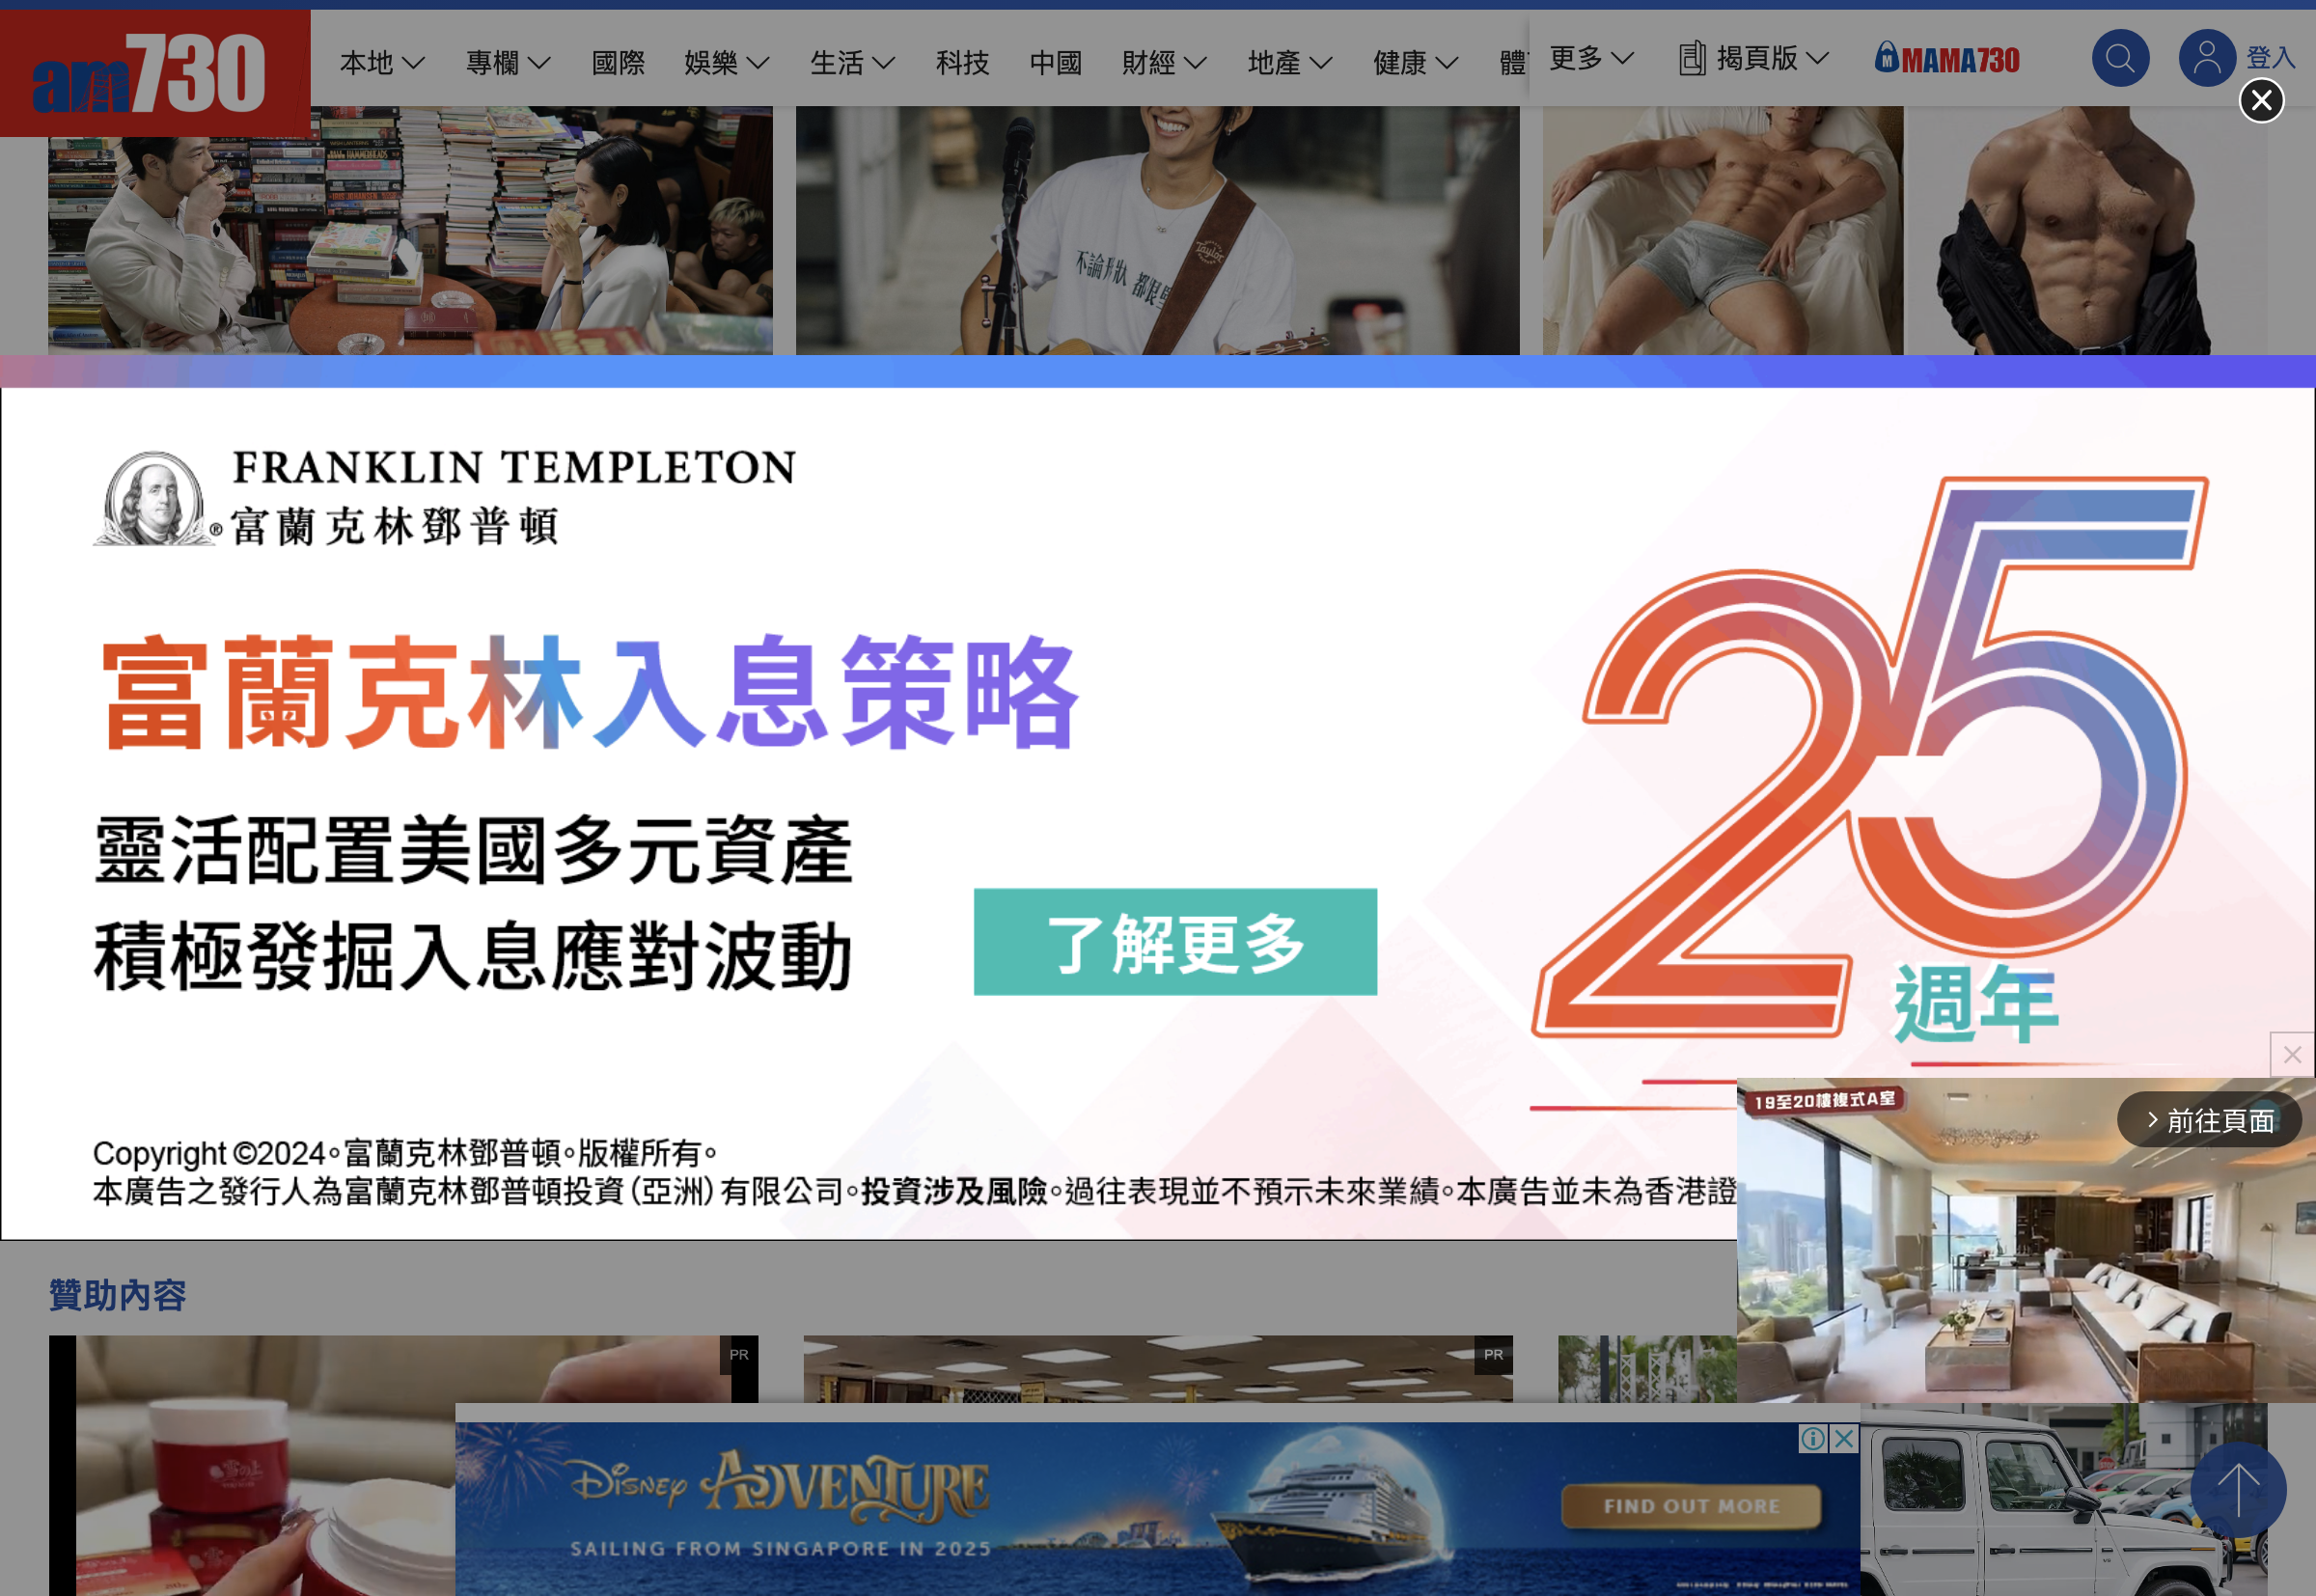 am730
本地
專欄
國際
娛樂
生活
科技
中國
財經
地產
健康
更多
揭頁版
MAMA730
登入
Taylor
不論形狀 都很
FRANKLIN TEMPLETON
®富蘭克林鄧普頓
富蘭克林入息策略
靈活配置美國多元資產
積極發掘入息應對波動
了解更多
25
週年
19至20樓複式A室
前往頁面
Copyright ©2024。富蘭克林鄧普頓。版權所有。
本廣告之發行人為富蘭克林鄧普頓投資（亞洲）有限公司。投資涉及風險。過往表現並不預示未來業績。本廣告並未為香港證
贊助內容
PR
PR
DISNEY ADVENTURE
SAILING FROM SINGAPORE IN 2025
FIND OUT MORE